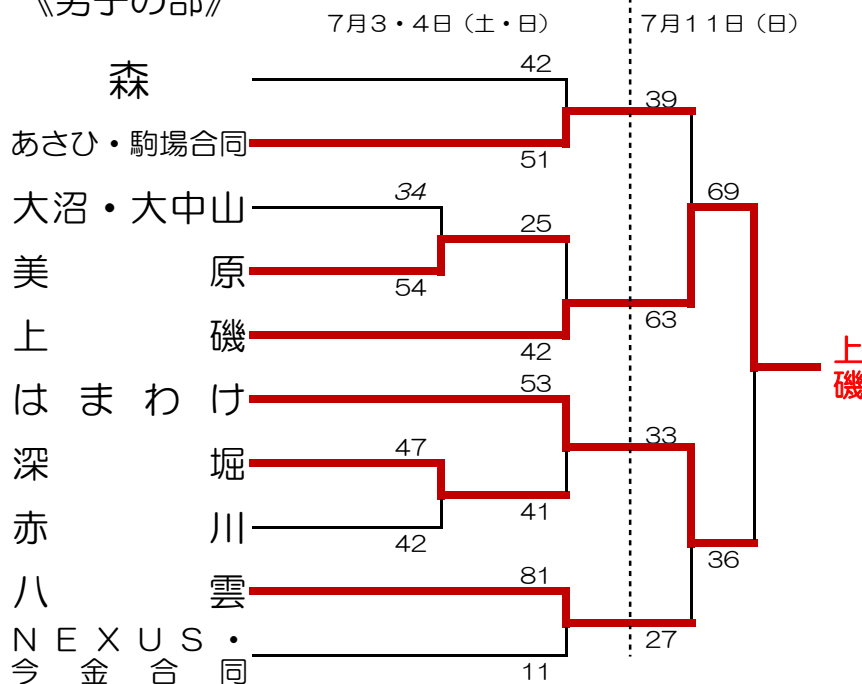 《男子の部》
7月3・4日（土・日）
7月11日（日）
42
森
39
あさひ・駒場合同
51
34
69
大沼・大中山
25
美原
54
63
上磯
42
上磯
53
はまわけ
47
33
深堀
41
赤川
42
36
81
八雲
NEXUS・
27
今金合同
11